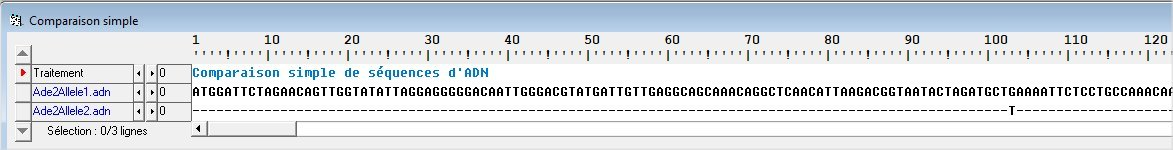 Comparaison simple
1 10 20 30 40 50 60 70 80 90 100 110 120
Traitement 0 Comparaison simple de séquences d'ADN
Ade2Allele1.adn 0 ATGGATTCTAGAACAGTTGGTATATTAGGAGGGGGACAATTGGGACGTATGATTGTTGAGGCAGCAAACAGGCTCAACATTAAGACGGTAATACTAGATGCTGAAAATTCTCCTGCCAAACAA
Ade2Allele2.adn 0 ------------------------------------------------------------------------------------------------------T--------------------
Sélection : 0/3 lignes